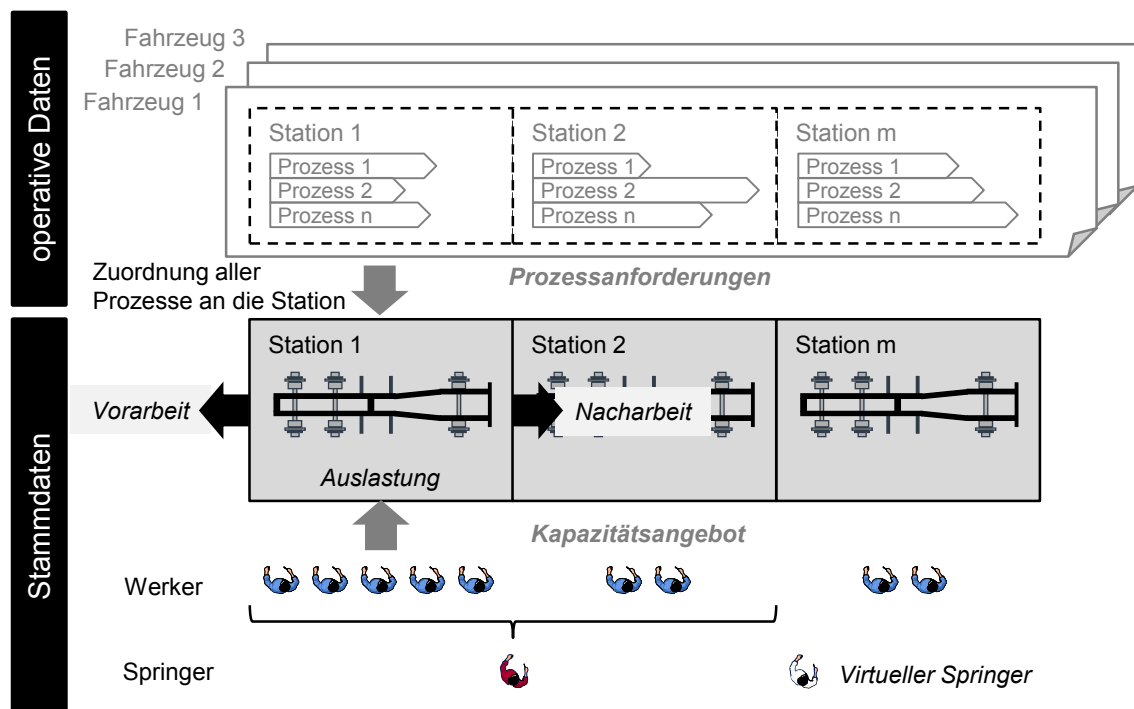 operative Daten
Fahrzeug 3
Fahrzeug 2
Fahrzeug 1
Station 1
Prozess 1
Prozess 2
Prozess n
Station 2
Prozess 1
Prozess 2
Prozess n
Station m
Prozess 1
Prozess 2
Prozess n
Zuordnung aller
Prozesse an die Station
Prozessanforderungen
Stammdaten
Station 1
Station 2
Station m
Vorarbeit
Nacharbeit
Auslastung
Kapazitätsangebot
Werker
Springer
Virtueller Springer